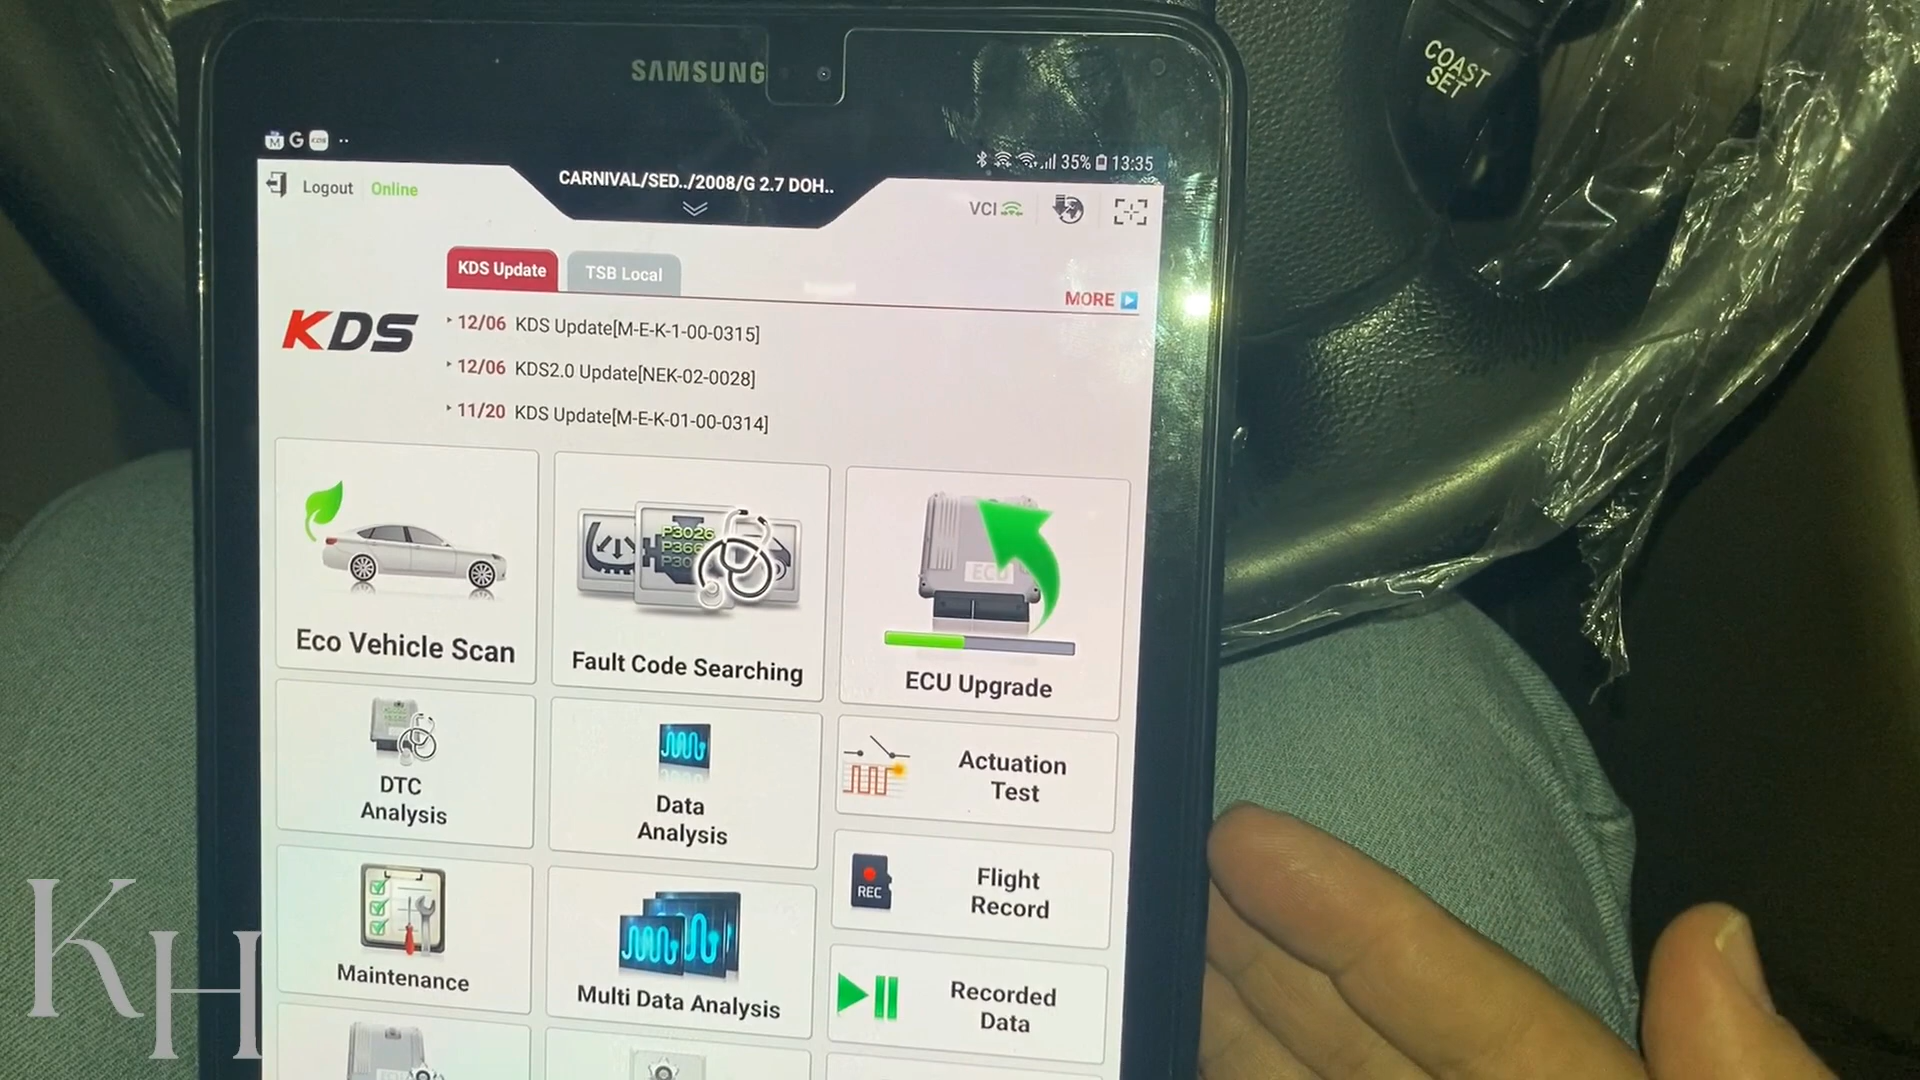 SAMSUNG
COAST
SET
35% 13:35
Logout Online
CARNIVAL/SED../2008/G 2.7 DOH..
VCI
KDS Update TSB Local
MORE
KDS
12/06 KDS Update[M-E-K-1-00-0315]
12/06 KDS2.0 Update[NEK-02-0028]
11/20 KDS Update[M-E-K-01-00-0314]
P3026
ECU
Eco Vehicle Scan
Fault Code Searching
ECU Upgrade
DTC
Analysis
Data
Analysis
Actuation
Test
REC
Flight
Record
Maintenance
Multi Data Analysis
Recorded
Data
KH